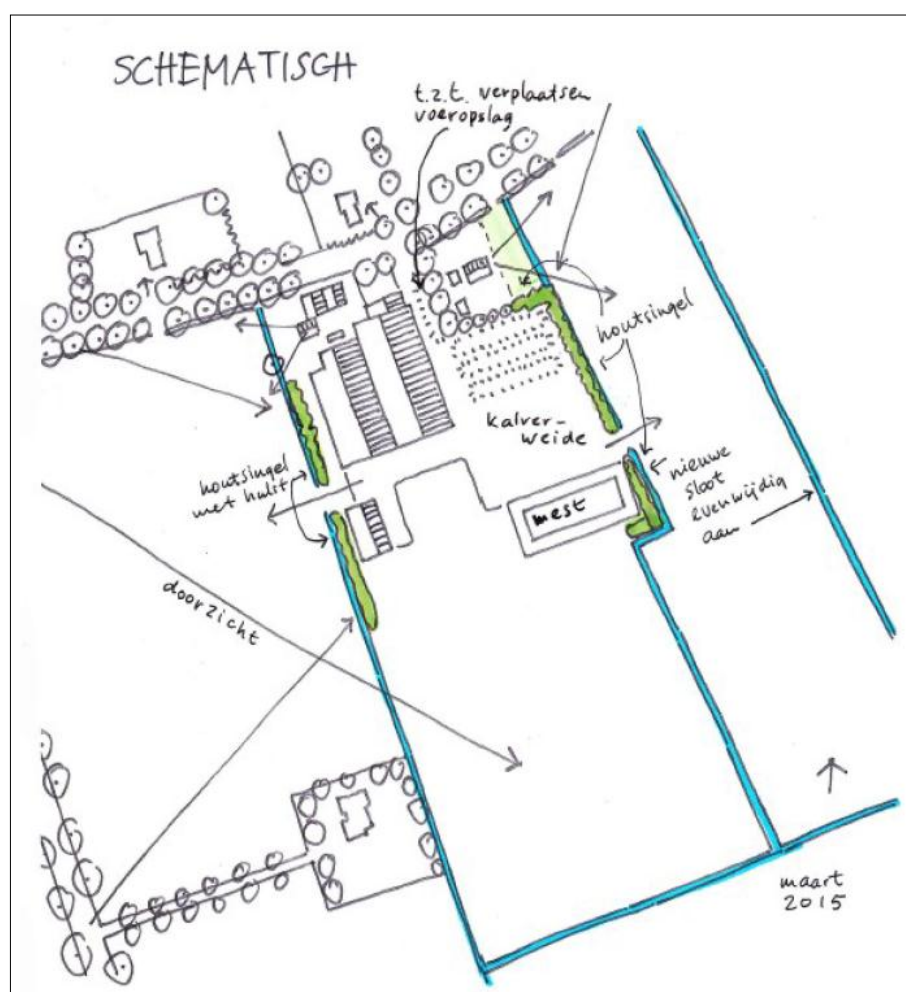 SCHEMATISCH
t.z.t. verplaatsen
voeropslag
houtsingel
kalver-
weide
houtsingel
met hulst
nieuwe
sloot
evenwijdig
aan
mest
doorzicht
maart
2015